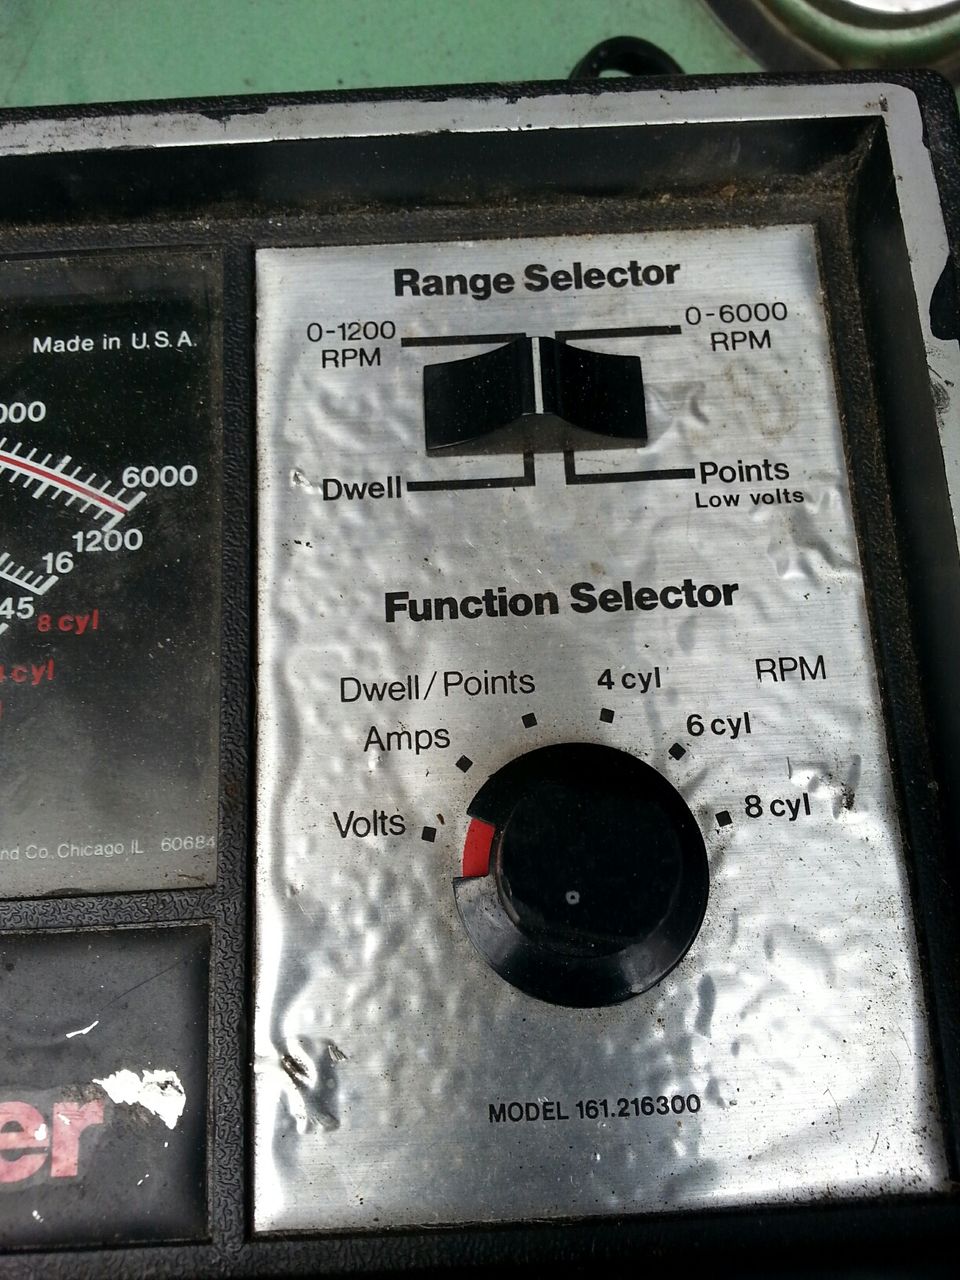 Range Selector
0-1200
RPM
0-6000
RPM
Dwell
Points
Low volts
Made in U.S.A.
000
6000
1200
16
45
8 cyl
4 cyl
Function Selector
Dwell/Points
4 cyl
RPM
Amps
6 cyl
Volts
8 cyl
nd Co. Chicago IL 60684
er
MODEL 161.216300